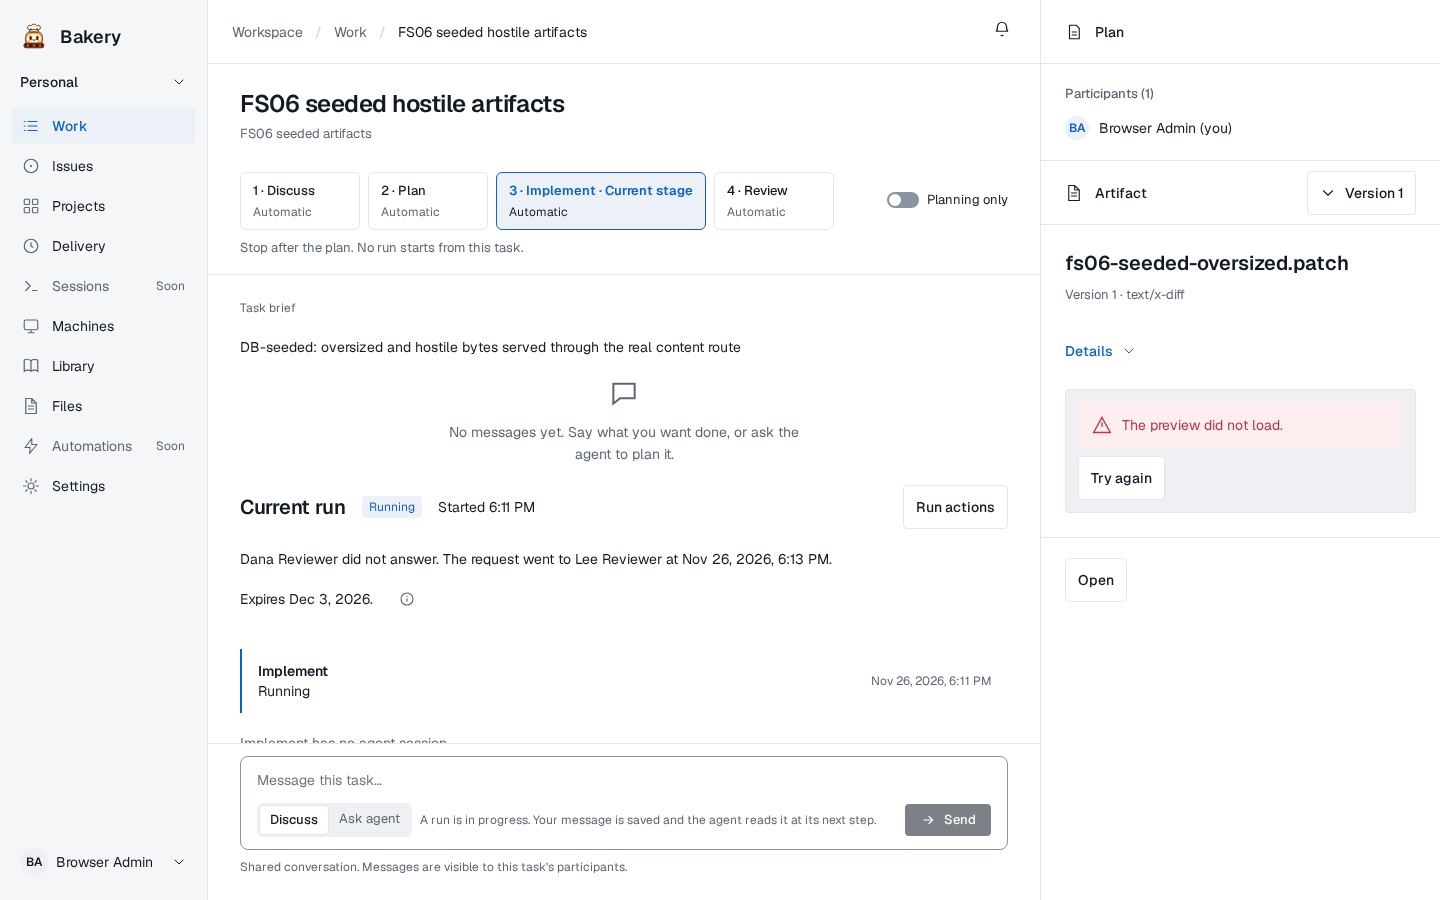 Bakery
Personal
Work
Issues
Projects
Delivery
Sessions Soon
Machines
Library
Files
Automations Soon
Settings
BA Browser Admin
Workspace / Work / FS06 seeded hostile artifacts
FS06 seeded hostile artifacts
FS06 seeded artifacts
1 · Discuss
Automatic
2 · Plan
Automatic
3 · Implement · Current stage
Automatic
4 · Review
Automatic
Planning only
Stop after the plan. No run starts from this task.
Task brief
DB-seeded: oversized and hostile bytes served through the real content route
No messages yet. Say what you want done, or ask the
agent to plan it.
Current run Running Started 6:11 PM Run actions
Dana Reviewer did not answer. The request went to Lee Reviewer at Nov 26, 2026, 6:13 PM.
Expires Dec 3, 2026.
Implement
Running
Nov 26, 2026, 6:11 PM
Implement has no agent session
Message this task...
Discuss Ask agent A run is in progress. Your message is saved and the agent reads it at its next step. Send
Shared conversation. Messages are visible to this task's participants.
Plan
Participants (1)
BA Browser Admin (you)
Artifact Version 1
fs06-seeded-oversized.patch
Version 1 · text/x-diff
Details
The preview did not load.
Try again
Open